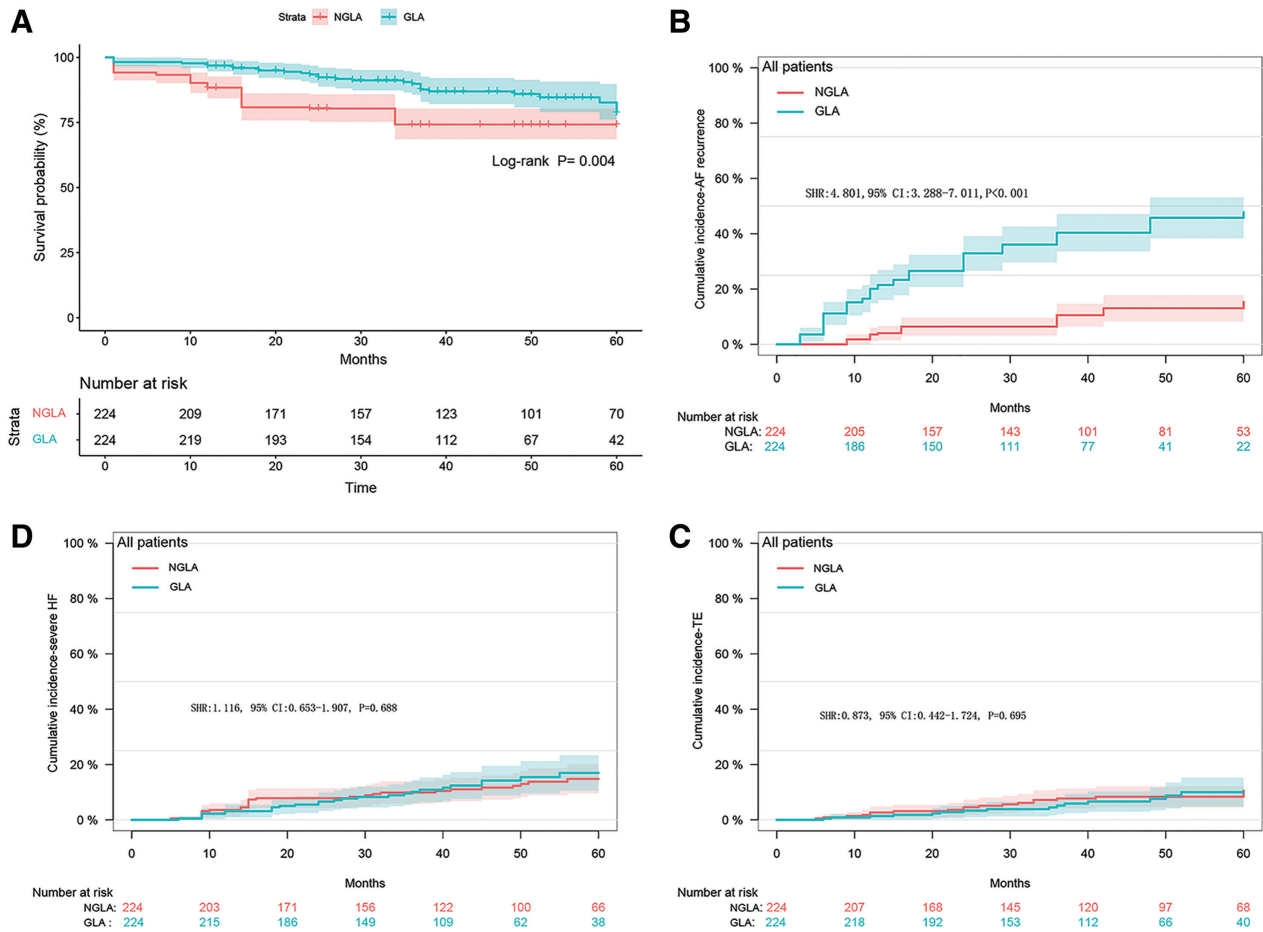 A
Strata NGLA GLA
Survival probability (%)
100
75
50
25
0
Log-rank P= 0.004
0 10 20 30 40 50 60
Months
Number at risk
Strata
NGLA 224 209 171 157 123 101 70
GLA 224 219 193 154 112 67 42
0 10 20 30 40 50 60
Time
B
All patients
NGLA
GLA
Cumulative incidence-AF recurrence
100 %
80 %
60 %
40 %
20 %
0 %
SHR:4.801,95% CI:3.288-7.011,P<0.001
0 10 20 30 40 50 60
Months
Number at risk
NGLA: 224 205 157 143 101 81 53
GLA: 224 186 150 111 77 41 22
D
All patients
NGLA
GLA
Cumulative incidence-severe HF
100 %
80 %
60 %
40 %
20 %
0 %
SHR:1.116, 95% CI:0.653-1.907, P=0.688
0 10 20 30 40 50 60
Months
Number at risk
NGLA: 224 203 171 156 122 100 66
GLA : 224 215 186 149 109 62 38
C
All patients
NGLA
GLA
Cumulative incidence-TE
100 %
80 %
60 %
40 %
20 %
0 %
SHR:0.873, 95% CI:0.442-1.724, P=0.695
0 10 20 30 40 50 60
Months
Number at risk
NGLA: 224 207 168 145 120 97 68
GLA: 224 218 192 153 112 66 40